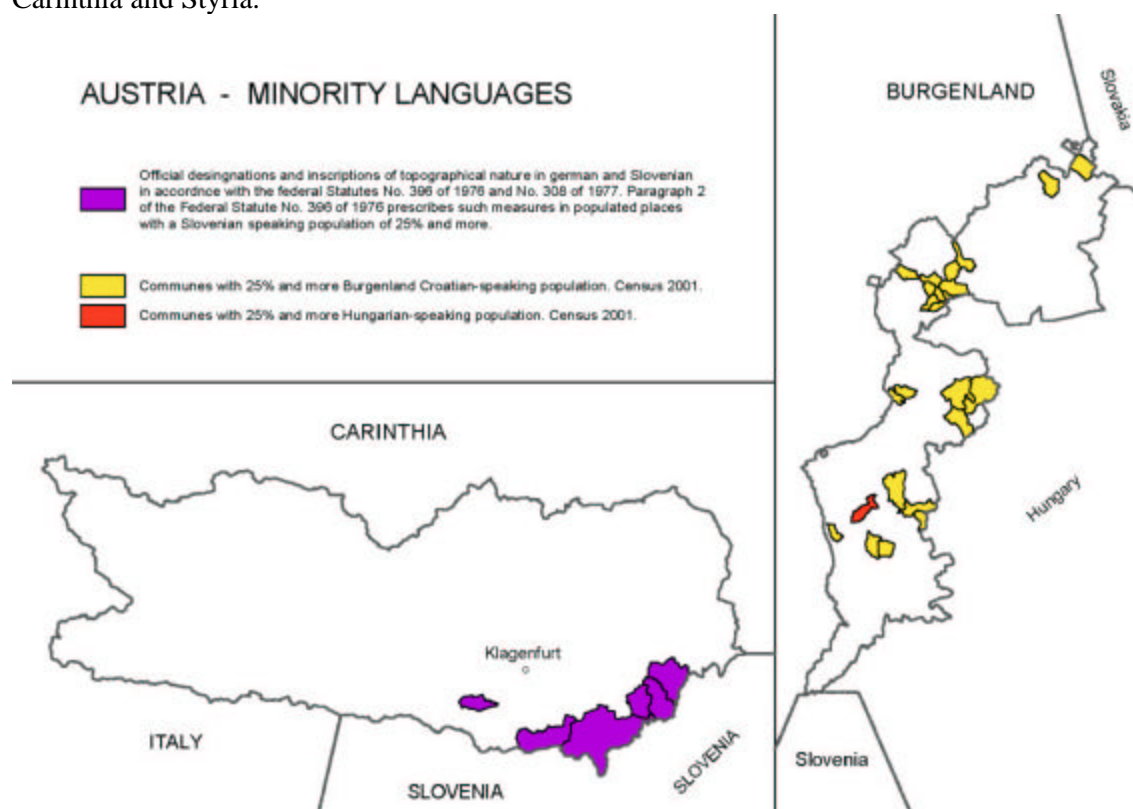 Carinthia and Styria.
AUSTRIA - MINORITY LANGUAGES
Official desingnations and inscriptions of topographical nature in german and Slovenian
in accordnce with the federal Statutes No. 396 of 1976 and No. 308 of 1977. Paragraph 2
of the Federal Statute No. 396 of 1976 prescribes such measures in populated places
with a Slovenian speaking population of 25% and more.
Communes with 25% and more Burgenland Croatian-speaking population. Census 2001.
Communes with 25% and more Hungarian-speaking population. Census 2001.
BURGENLAND
Slovakia
Hungary
Slovenia
CARINTHIA
Klagenfurt
ITALY
SLOVENIA
SLOVENIA